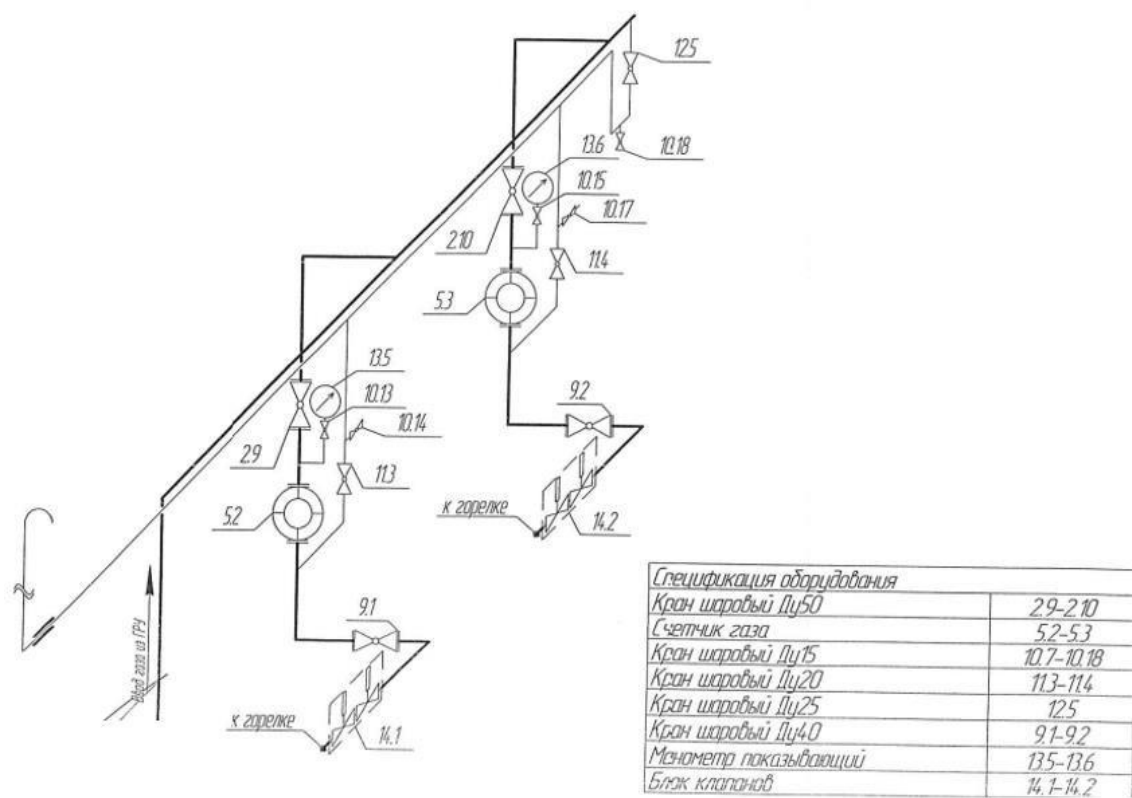 12.5
10.18
13.6
10.15
10.17
2.10
11.4
5.3
13.5
10.13
10.14
9.2
2.9
11.3
5.2
к горелке
14.2
9.1
Ввод газа из ГРУ
к горелке
14.1
Спецификация оборудования
Кран шаровый Ду50 2.9-2.10
Счетчик газа 5.2-5.3
Кран шаровый Ду15 10.7-10.18
Кран шаровый Ду20 11.3-11.4
Кран шаровый Ду25 12.5
Кран шаровый Ду40 9.1-9.2
Манометр показывающий 13.5-13.6
Блок клапанов 14.1-14.2